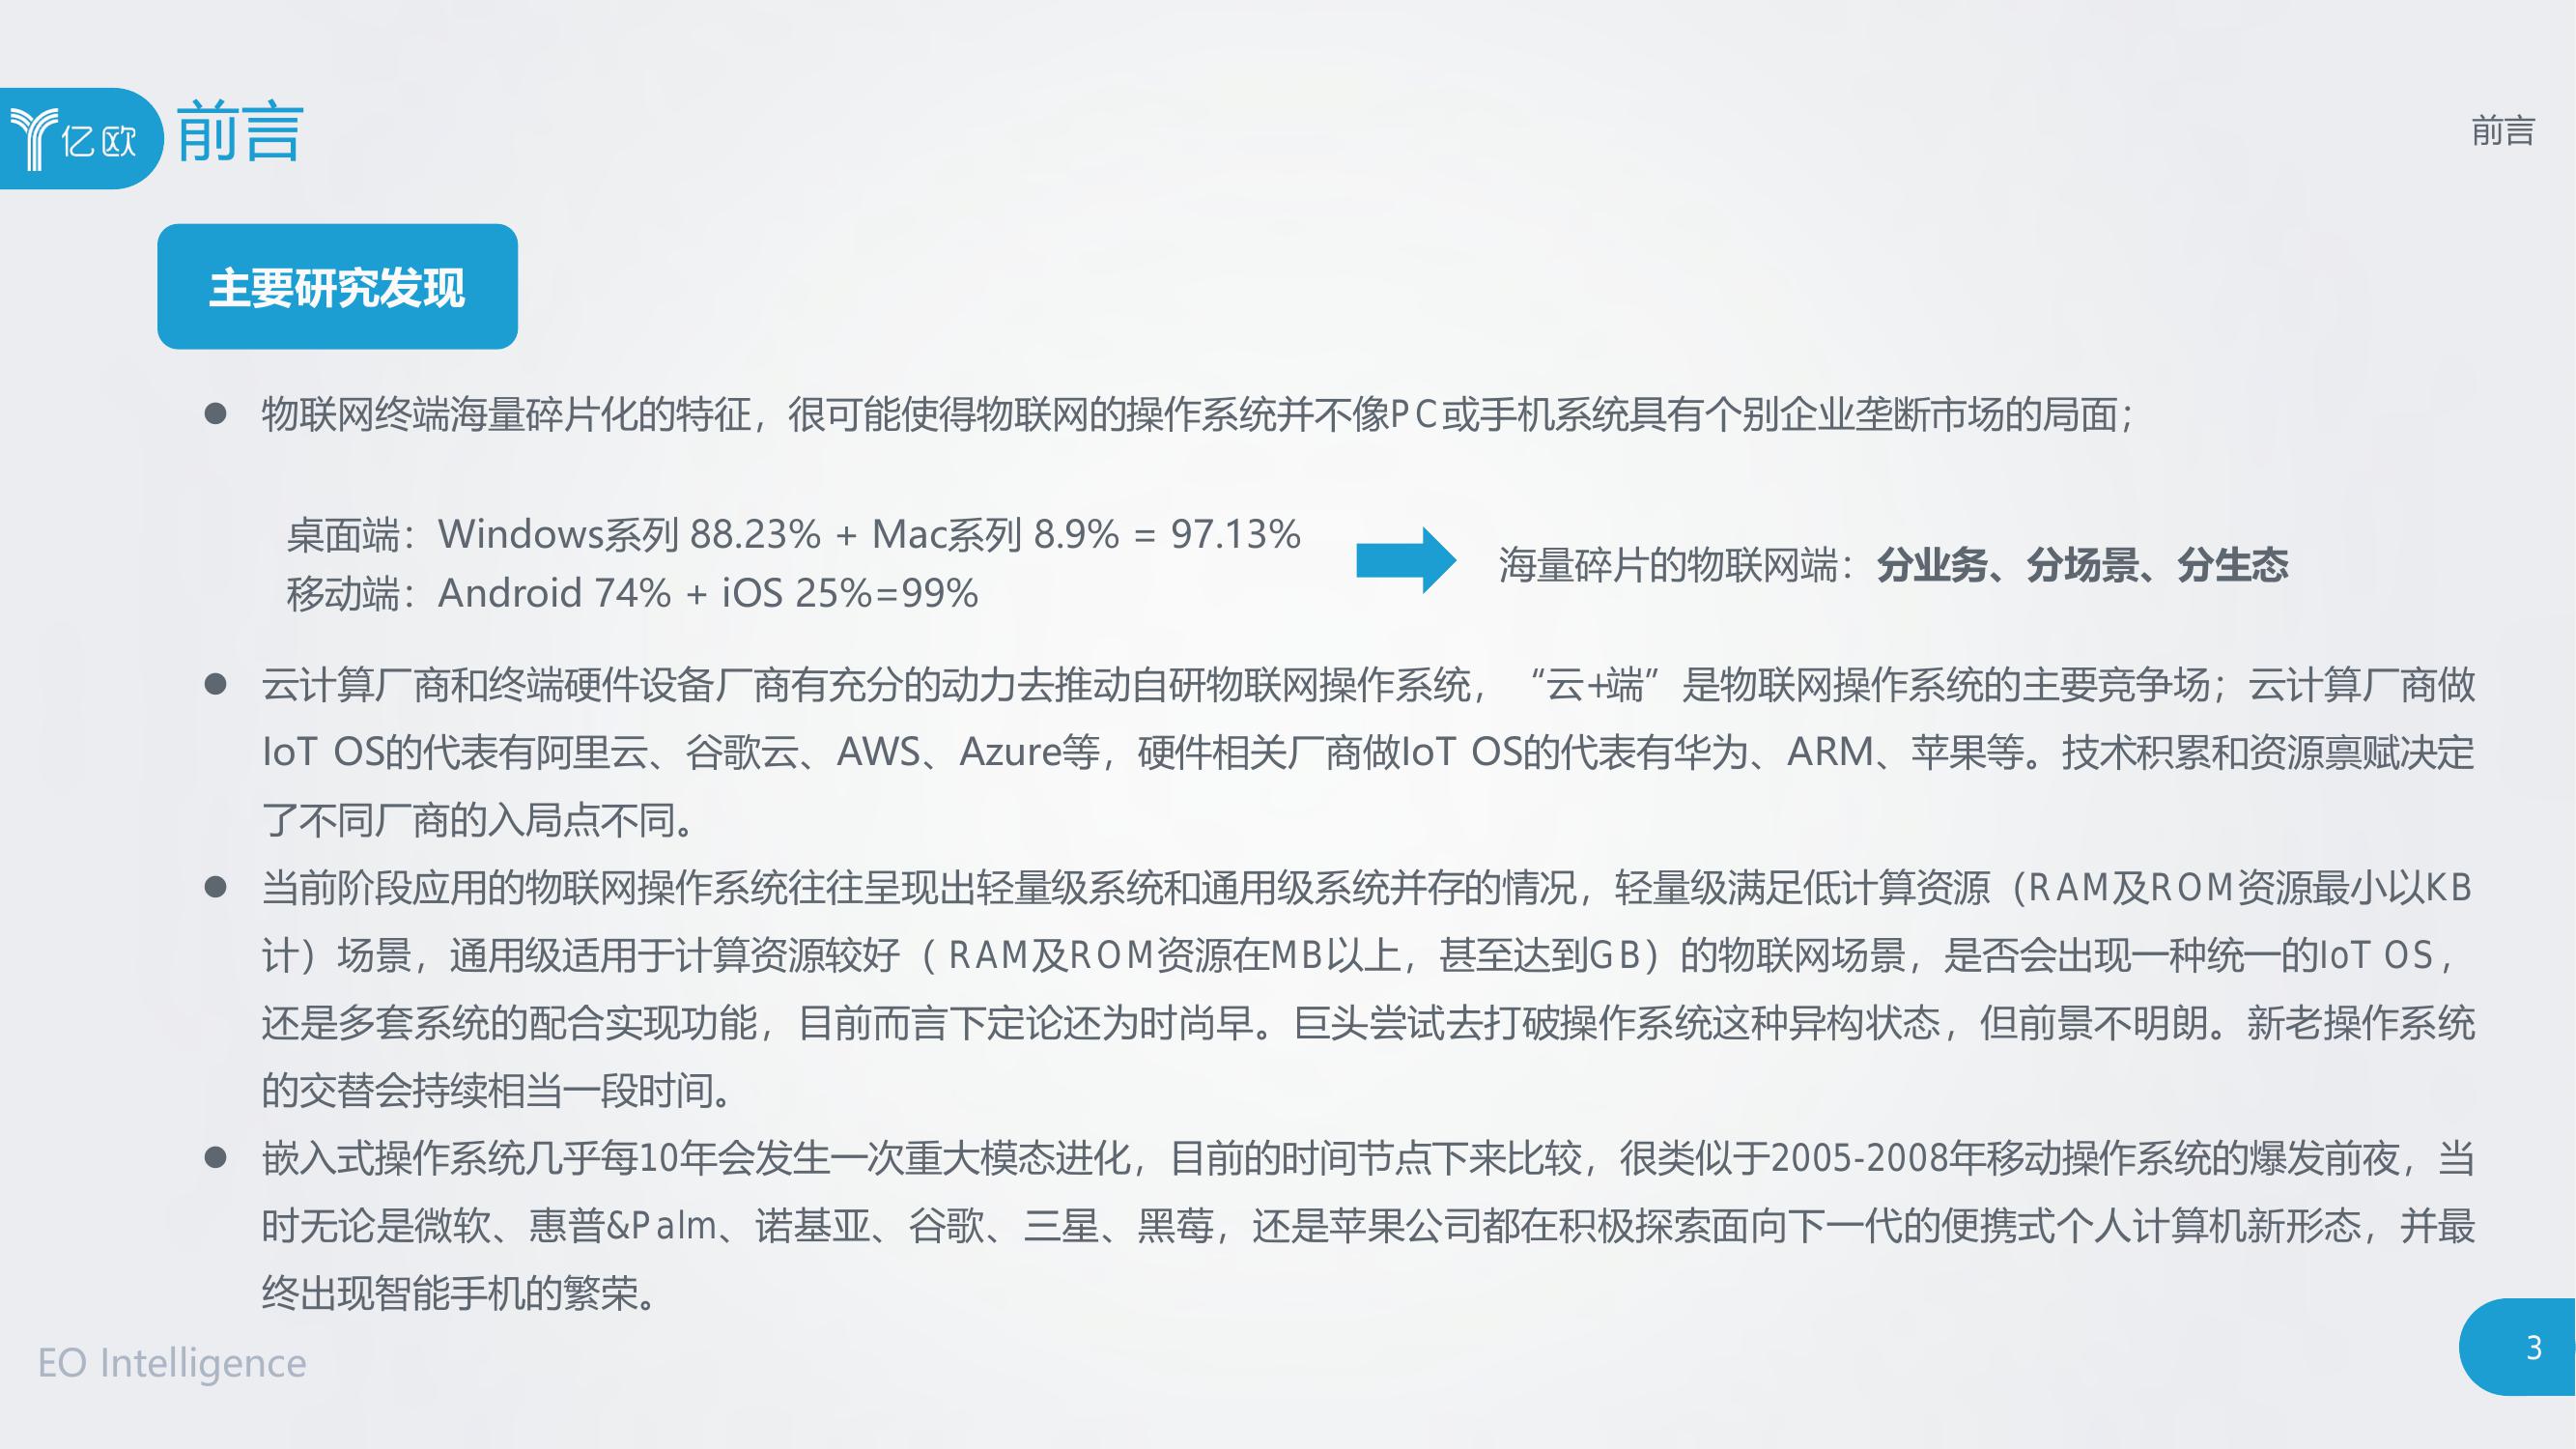 亿欧
前言
前言
主要研究发现
● 物联网终端海量碎片化的特征，很可能使得物联网的操作系统并不像PC或手机系统具有个别企业垄断市场的局面；
桌面端：Windows系列 88.23% + Mac系列 8.9% = 97.13%
移动端：Android 74% + iOS 25%=99%
海量碎片的物联网端：分业务、分场景、分生态
● 云计算厂商和终端硬件设备厂商有充分的动力去推动自研物联网操作系统，“云+端”是物联网操作系统的主要竞争场；云计算厂商做
IoT OS的代表有阿里云、谷歌云、AWS、Azure等，硬件相关厂商做IoT OS的代表有华为、ARM、苹果等。技术积累和资源禀赋决定
了不同厂商的入局点不同。
● 当前阶段应用的物联网操作系统往往呈现出轻量级系统和通用级系统并存的情况，轻量级满足低计算资源（RAM及ROM资源最小以KB
计）场景，通用级适用于计算资源较好（ RAM及ROM资源在MB以上，甚至达到GB）的物联网场景，是否会出现一种统一的IoT OS，
还是多套系统的配合实现功能，目前而言下定论还为时尚早。巨头尝试去打破操作系统这种异构状态，但前景不明朗。新老操作系统
的交替会持续相当一段时间。
● 嵌入式操作系统几乎每10年会发生一次重大模态进化，目前的时间节点下来比较，很类似于2005-2008年移动操作系统的爆发前夜，当
时无论是微软、惠普&Palm、诺基亚、谷歌、三星、黑莓，还是苹果公司都在积极探索面向下一代的便携式个人计算机新形态，并最
终出现智能手机的繁荣。
EO Intelligence
3